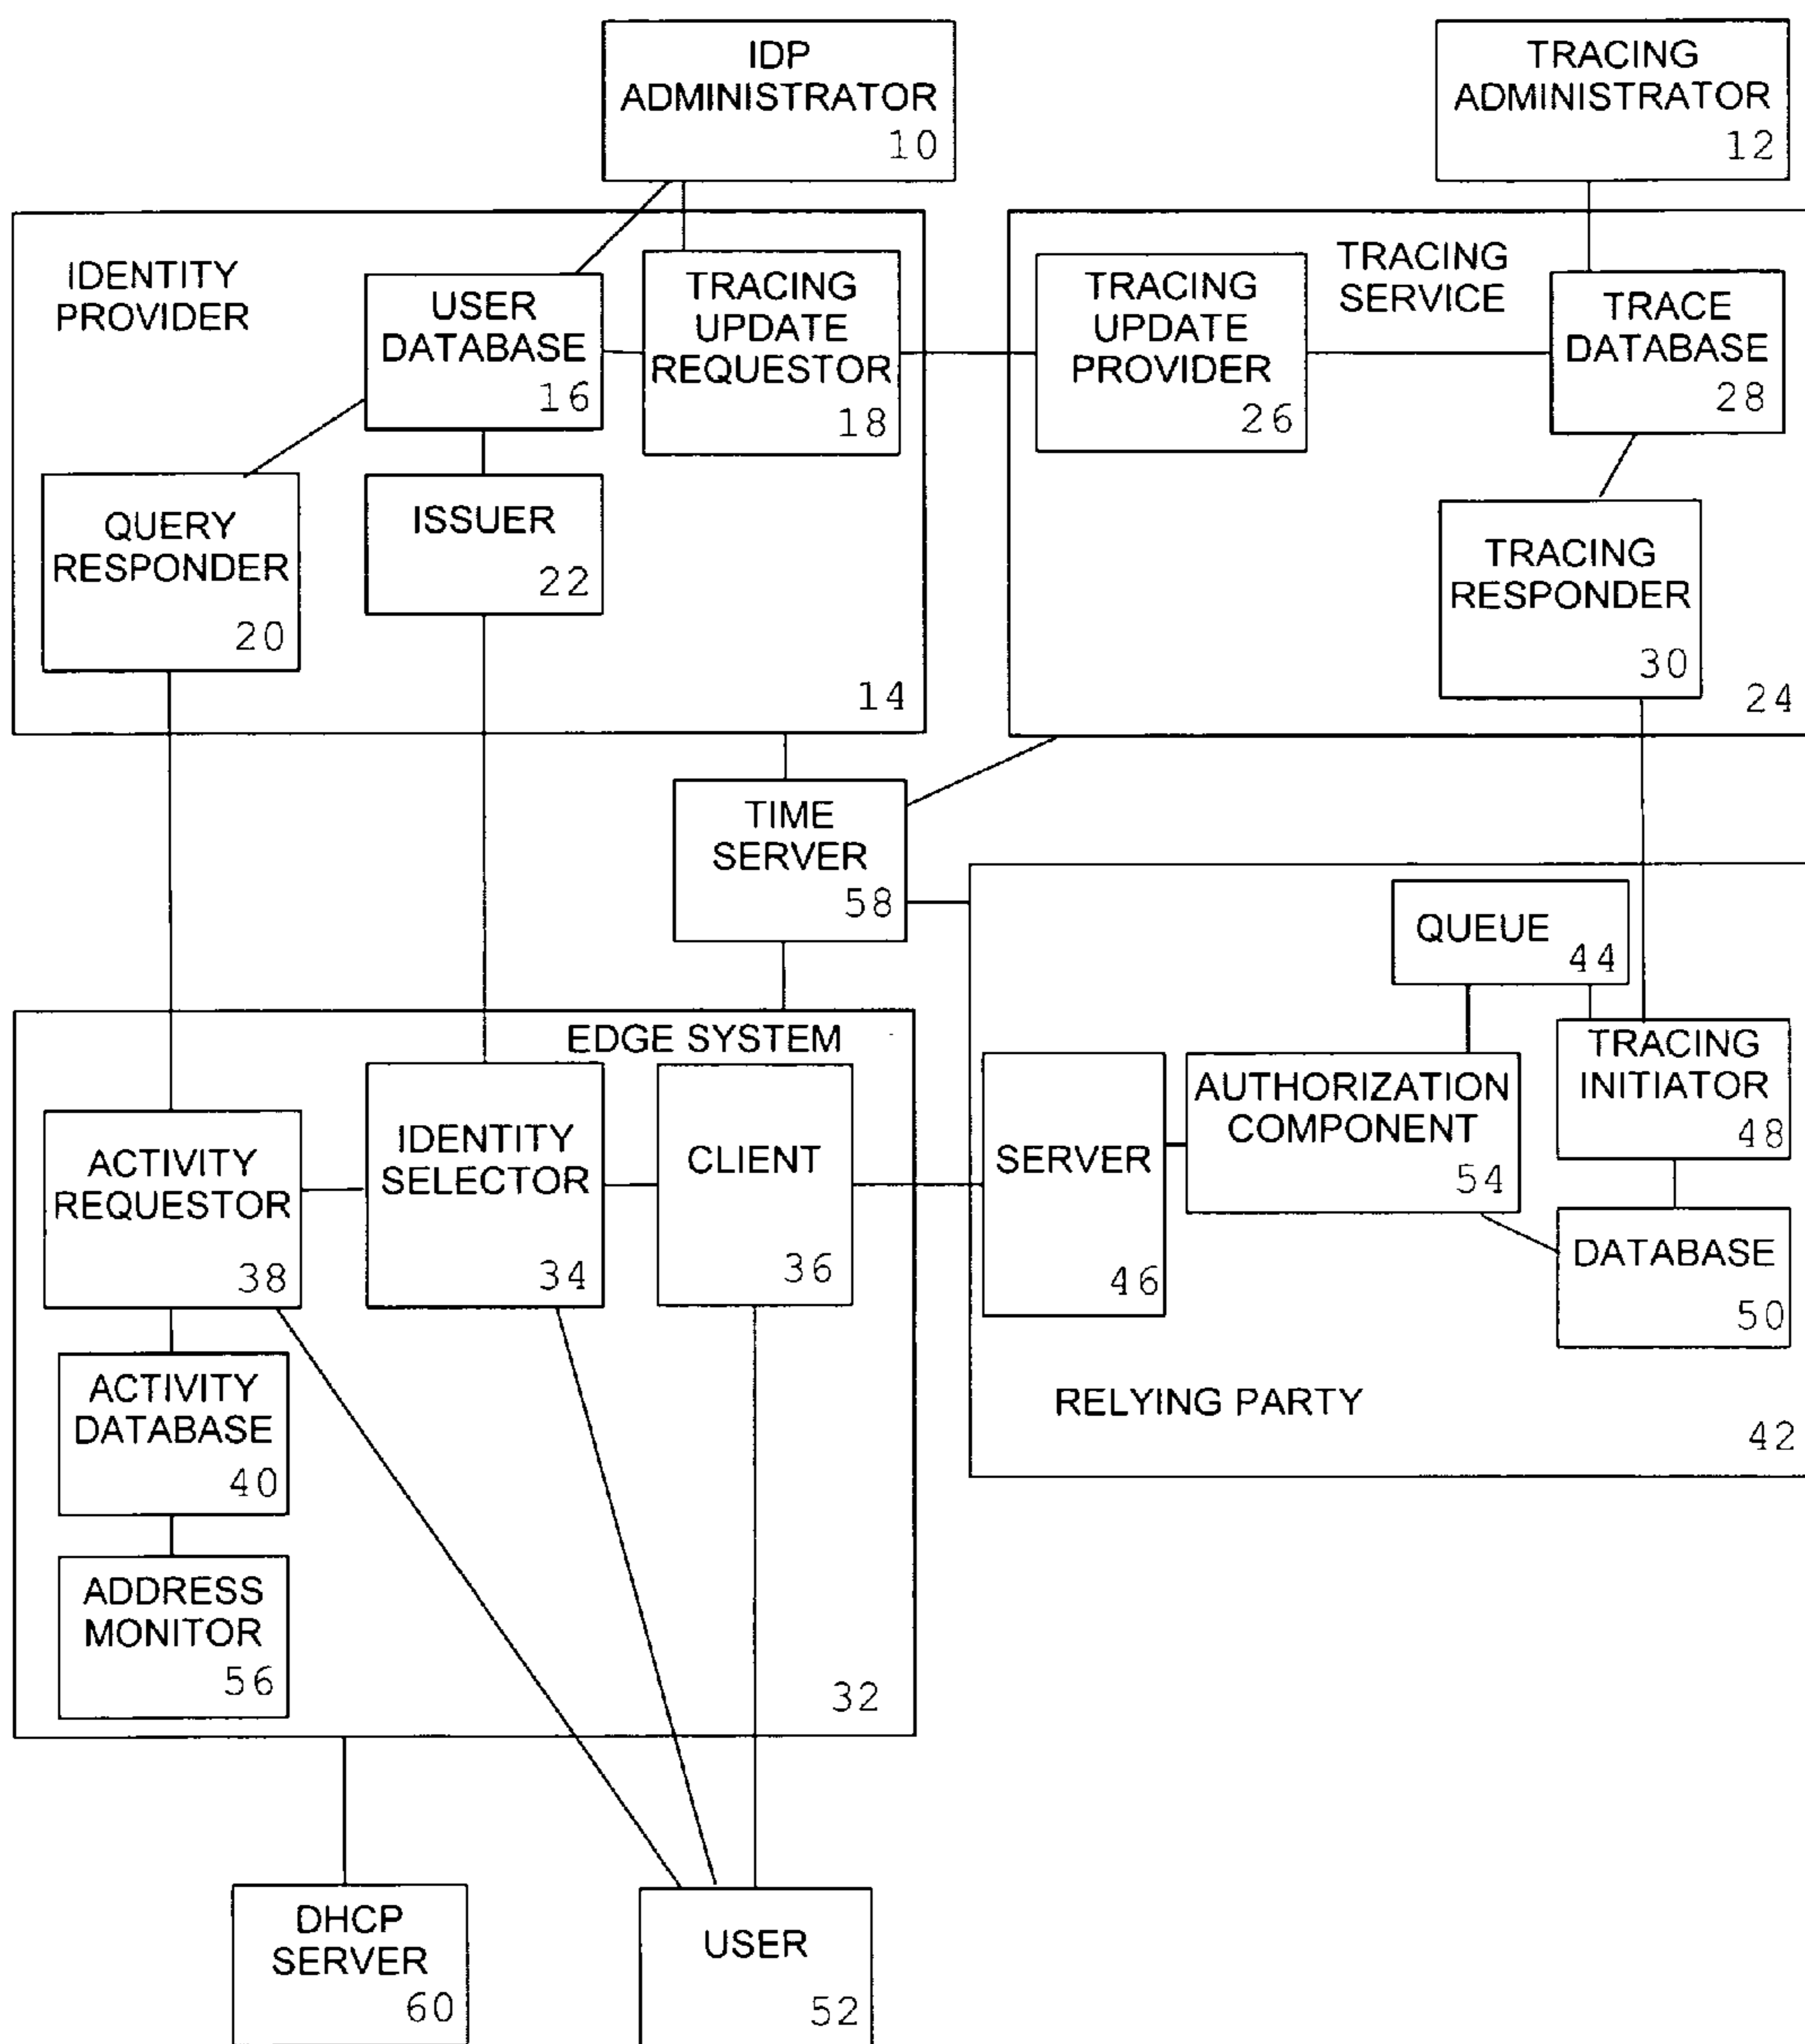 IDP
ADMINISTRATOR
10
TRACING
ADMINISTRATOR
12
IDENTITY
PROVIDER
USER
DATABASE
16
TRACING
UPDATE
REQUESTOR
18
QUERY
RESPONDER
20
ISSUER
22
14
TRACING
UPDATE
PROVIDER
26
TRACING
SERVICE
TRACE
DATABASE
28
TRACING
RESPONDER
30
24
TIME
SERVER
58
EDGE SYSTEM
ACTIVITY
REQUESTOR
38
IDENTITY
SELECTOR
34
CLIENT
36
ACTIVITY
DATABASE
40
ADDRESS
MONITOR
56
32
QUEUE
44
SERVER
46
AUTHORIZATION
COMPONENT
54
TRACING
INITIATOR
48
DATABASE
50
RELYING PARTY
42
DHCP
SERVER
60
USER
52